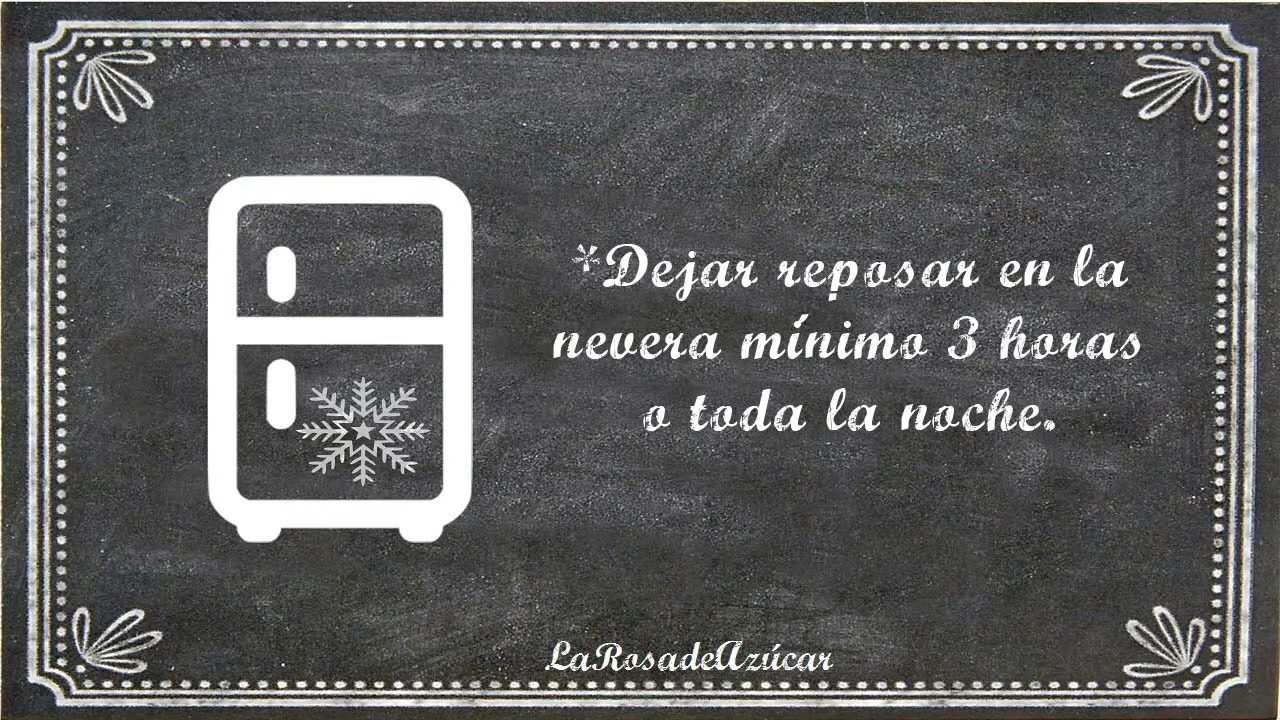 *Dejar reposar en la
nevera mínimo 3 horas
o toda la noche.
LaRosadeAzúcar